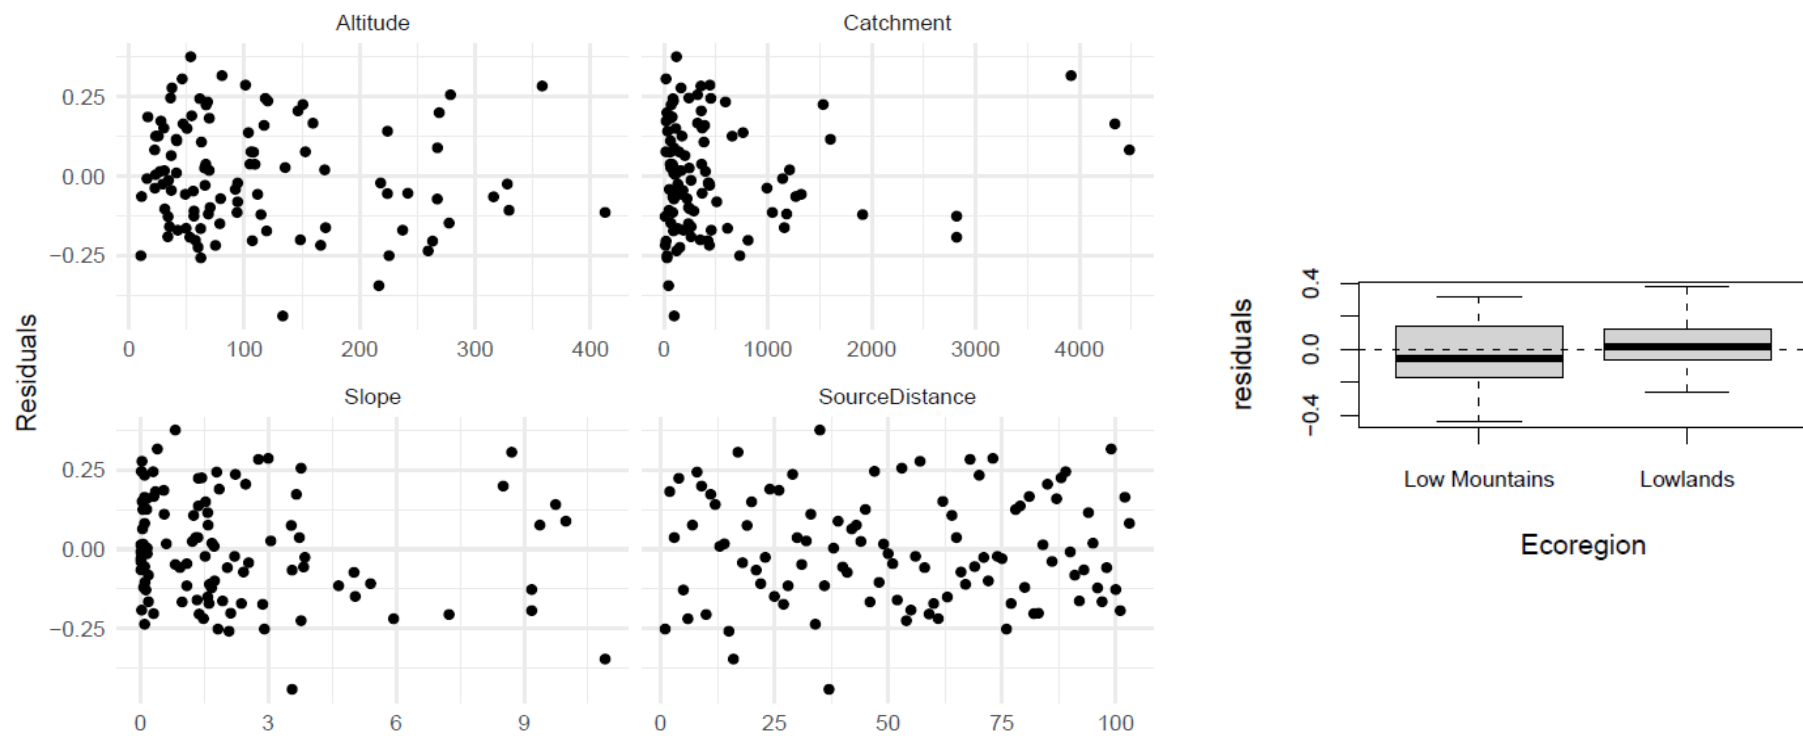 Altitude
Catchment
0.25
0.00
−0.25
0 100 200 300 400
0 1000 2000 3000 4000
Slope
SourceDistance
0.25
0.00
−0.25
0 3 6 9
0 25 50 75 100
Residuals
residuals
0.4
0.0
−0.4
Low Mountains
Lowlands
Ecoregion